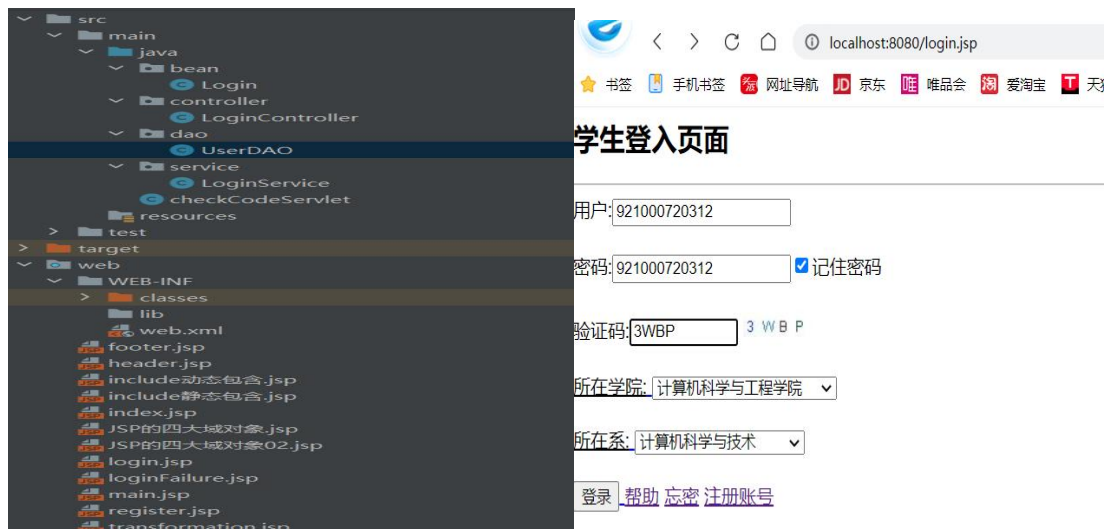 src
main
java
bean
Login
controller
LoginController
dao
UserDAO
service
LoginService
checkCodeServlet
resources
test
target
web
WEB-INF
classes
lib
web.xml
footer.jsp
header.jsp
include动态包含.jsp
include静态包含.jsp
index.jsp
JSP的四大域对象.jsp
JSP的四大域对象02.jsp
login.jsp
loginFailure.jsp
main.jsp
register.jsp
transformation.jsp
localhost:8080/login.jsp
书签 手机书签 网址导航 JD 京东 唯 唯品会 淘 爱淘宝 T 天
学生登入页面
用户:921000720312
密码:921000720312 记住密码
验证码:3WBP 3 W B P
所在学院: 计算机科学与工程学院
所在系: 计算机科学与技术
登录 帮助 忘密 注册账号